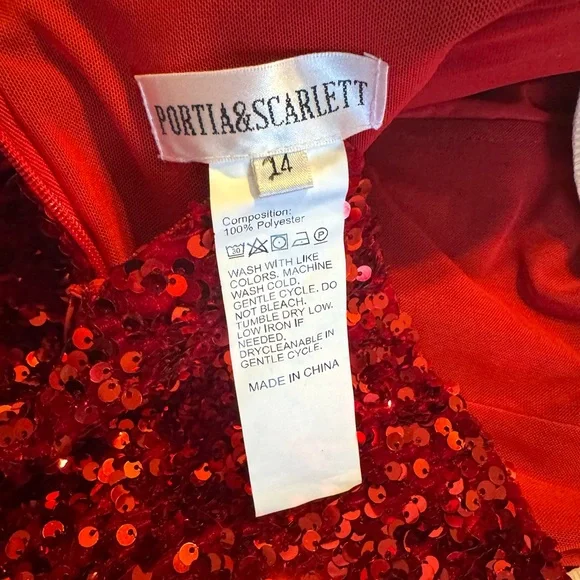 PORTIA&SCARLETT
14
Composition:
100% Polyester
30 P
WASH WITH LIKE
COLORS. MACHINE
WASH COLD.
GENTLE CYCLE. DO
NOT BLEACH.
TUMBLE DRY LOW.
LOW IRON IF
NEEDED.
DRYCLEANABLE IN
GENTLE CYCLE.
MADE IN CHINA